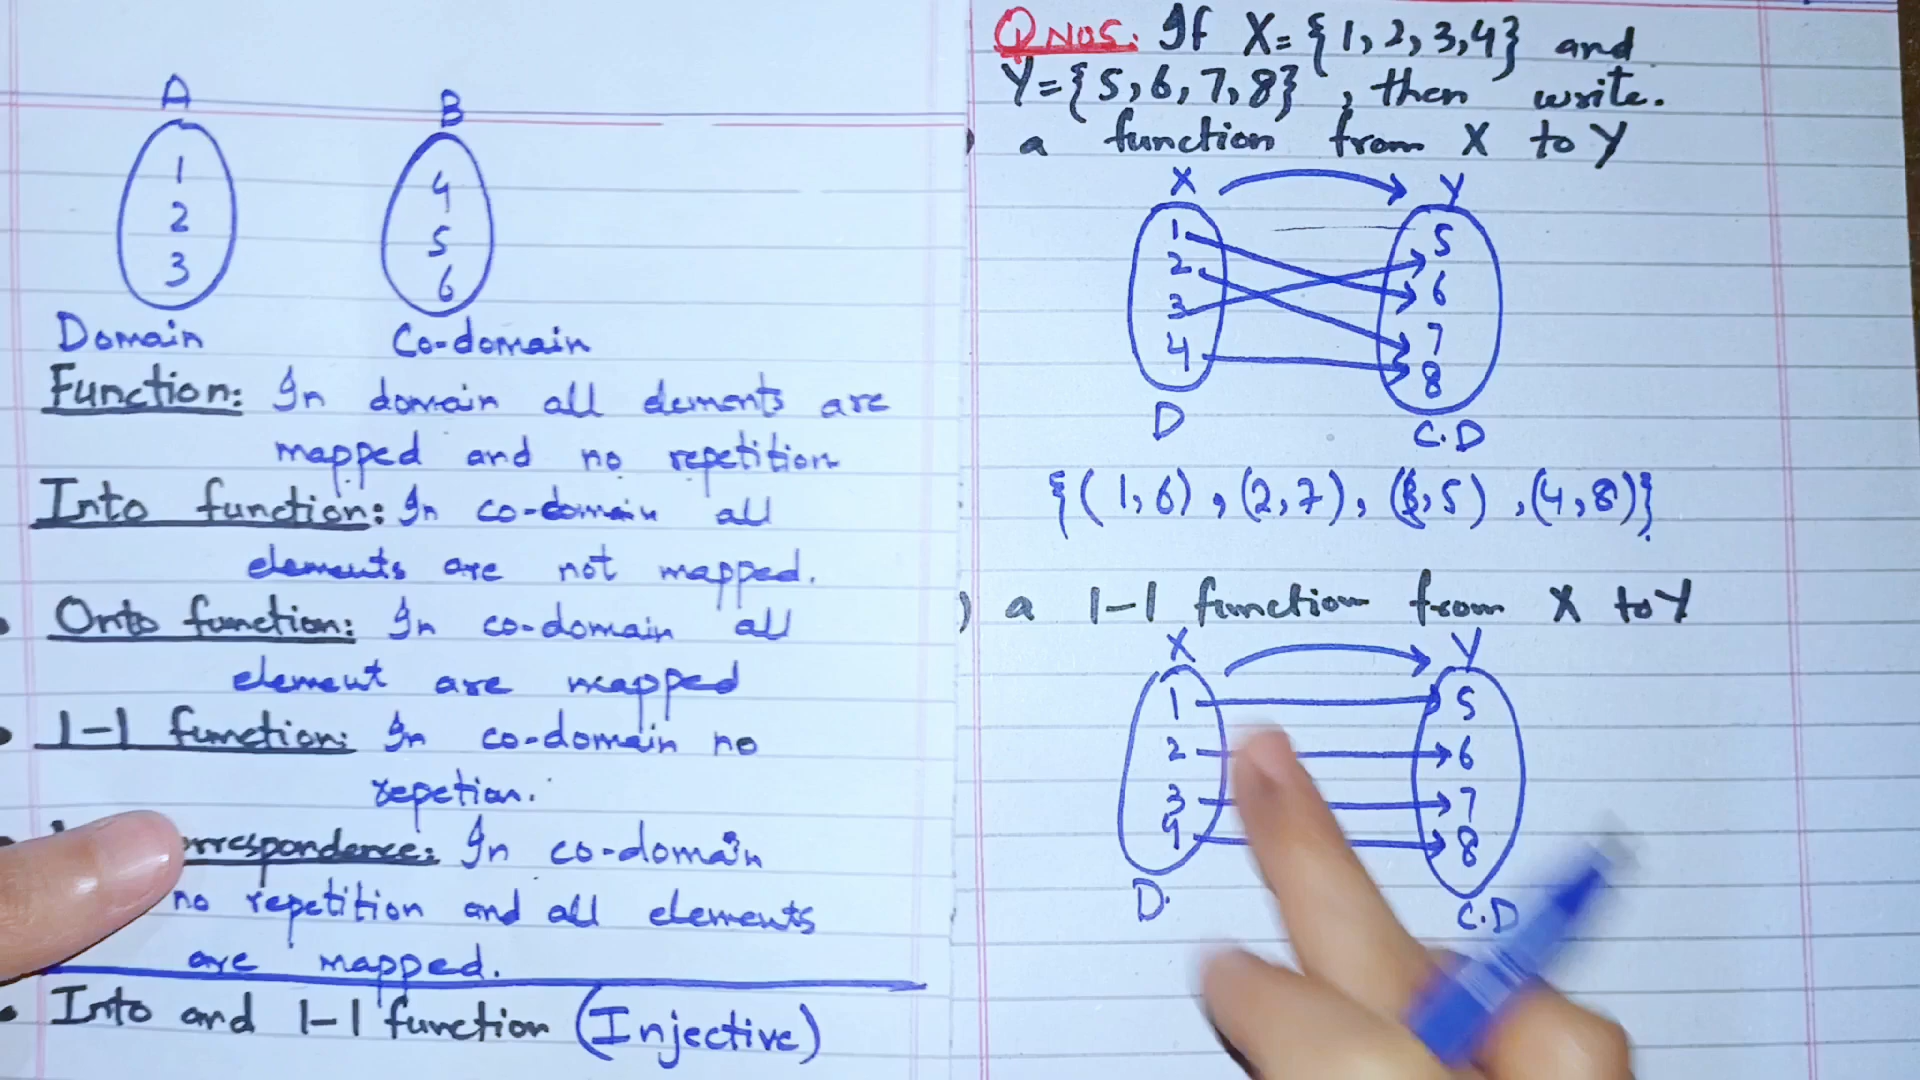 A B
1 4
2 5
3 6
Domain Co-domain
Function: In domain all elements are
mapped and no repetition
Into function: In co-domain all
elements are not mapped.
Onto function: In co-domain all
element are mapped
1-1 function: In co-domain no
repetion.
orrespondence: In co-domain
no repetition and all elements
are mapped.
Into and 1-1 function (Injective)
Q NO5: If X={1,2,3,4} and
Y={5,6,7,8}, then write.
) a function from X to Y
X Y
1 5
2 6
3 7
4 8
D C.D
{(1,6), (2,7), (3,5), (4,8)}
) a 1-1 function from X to Y
X Y
1 5
2 6
3 7
4 8
D. C.D